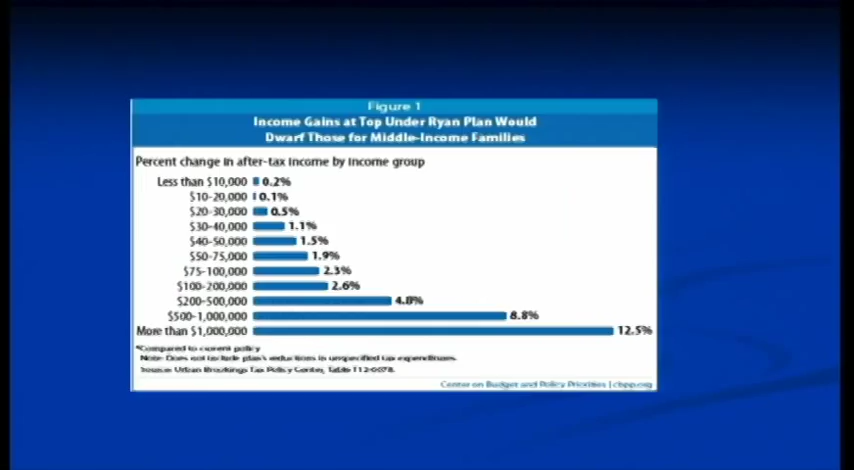 Figure 1
Income Gains at Top Under Ryan Plan Would
Dwarf Those for Middle-Income Families
Percent change in after-tax income by income group
Less than $10,000 0.2%
$10-20,000 0.1%
$20-30,000 0.5%
$30-40,000 1.1%
$40-50,000 1.5%
$50-75,000 1.9%
$75-100,000 2.3%
$100-200,000 2.6%
$200-500,000 4.8%
$500-1,000,000 8.8%
More than $1,000,000 12.5%
*Compared to current policy
Note: Does not include plan's reductions in unspecified tax expenditures.
Source: Urban Brookings Tax Policy Center, Table T12-0078.
Center on Budget and Policy Priorities | cbpp.org